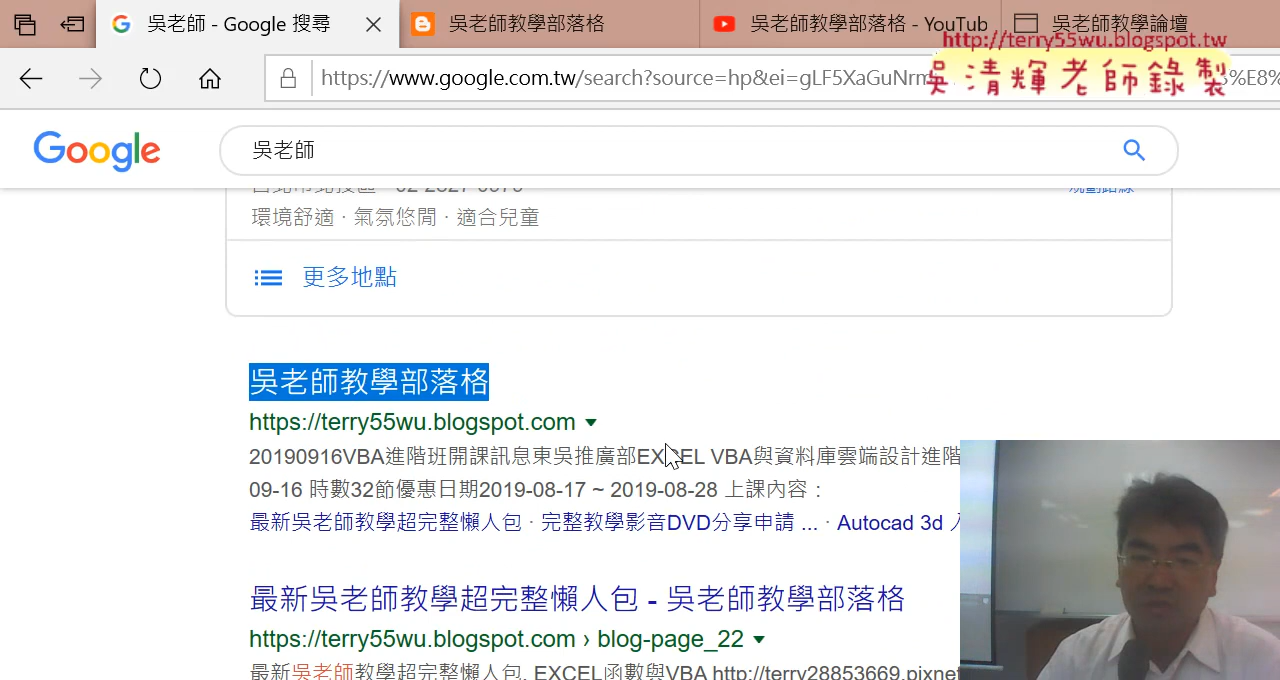 吳老師 - Google 搜尋
吳老師教學部落格
吳老師教學部落格 - YouTub
吳老師教學論壇
http://terry55wu.blogspot.tw
https://www.google.com.tw/search?source=hp&ei=gLF5XaGuNrm
吳清輝老師錄製
%E8%
Google
吳老師
環境舒適 · 氣氛悠閒 · 適合兒童
更多地點
吳老師教學部落格
https://terry55wu.blogspot.com
20190916VBA進階班開課訊息東吳推廣部EXCEL VBA與資料庫雲端設計進階
09-16 時數32節優惠日期2019-08-17 ~ 2019-08-28 上課內容：
最新吳老師教學超完整懶人包 · 完整教學影音DVD分享申請 ... · Autocad 3d
最新吳老師教學超完整懶人包 - 吳老師教學部落格
https://terry55wu.blogspot.com › blog-page_22
最新吳老師教學超完整懶人包. EXCEL函數與VBA http://terry28853669.pixnet